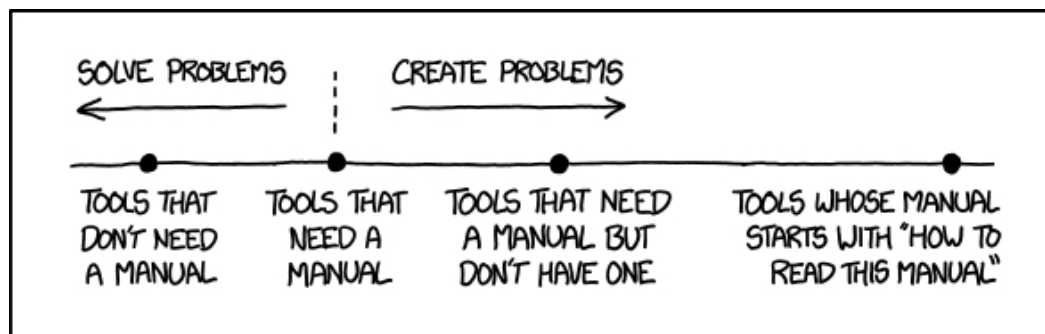 SOLVE PROBLEMS
CREATE PROBLEMS
TOOLS THAT
DON'T NEED
A MANUAL
TOOLS THAT
NEED A
MANUAL
TOOLS THAT NEED
A MANUAL BUT
DON'T HAVE ONE
TOOLS WHOSE MANUAL
STARTS WITH "HOW TO
READ THIS MANUAL"